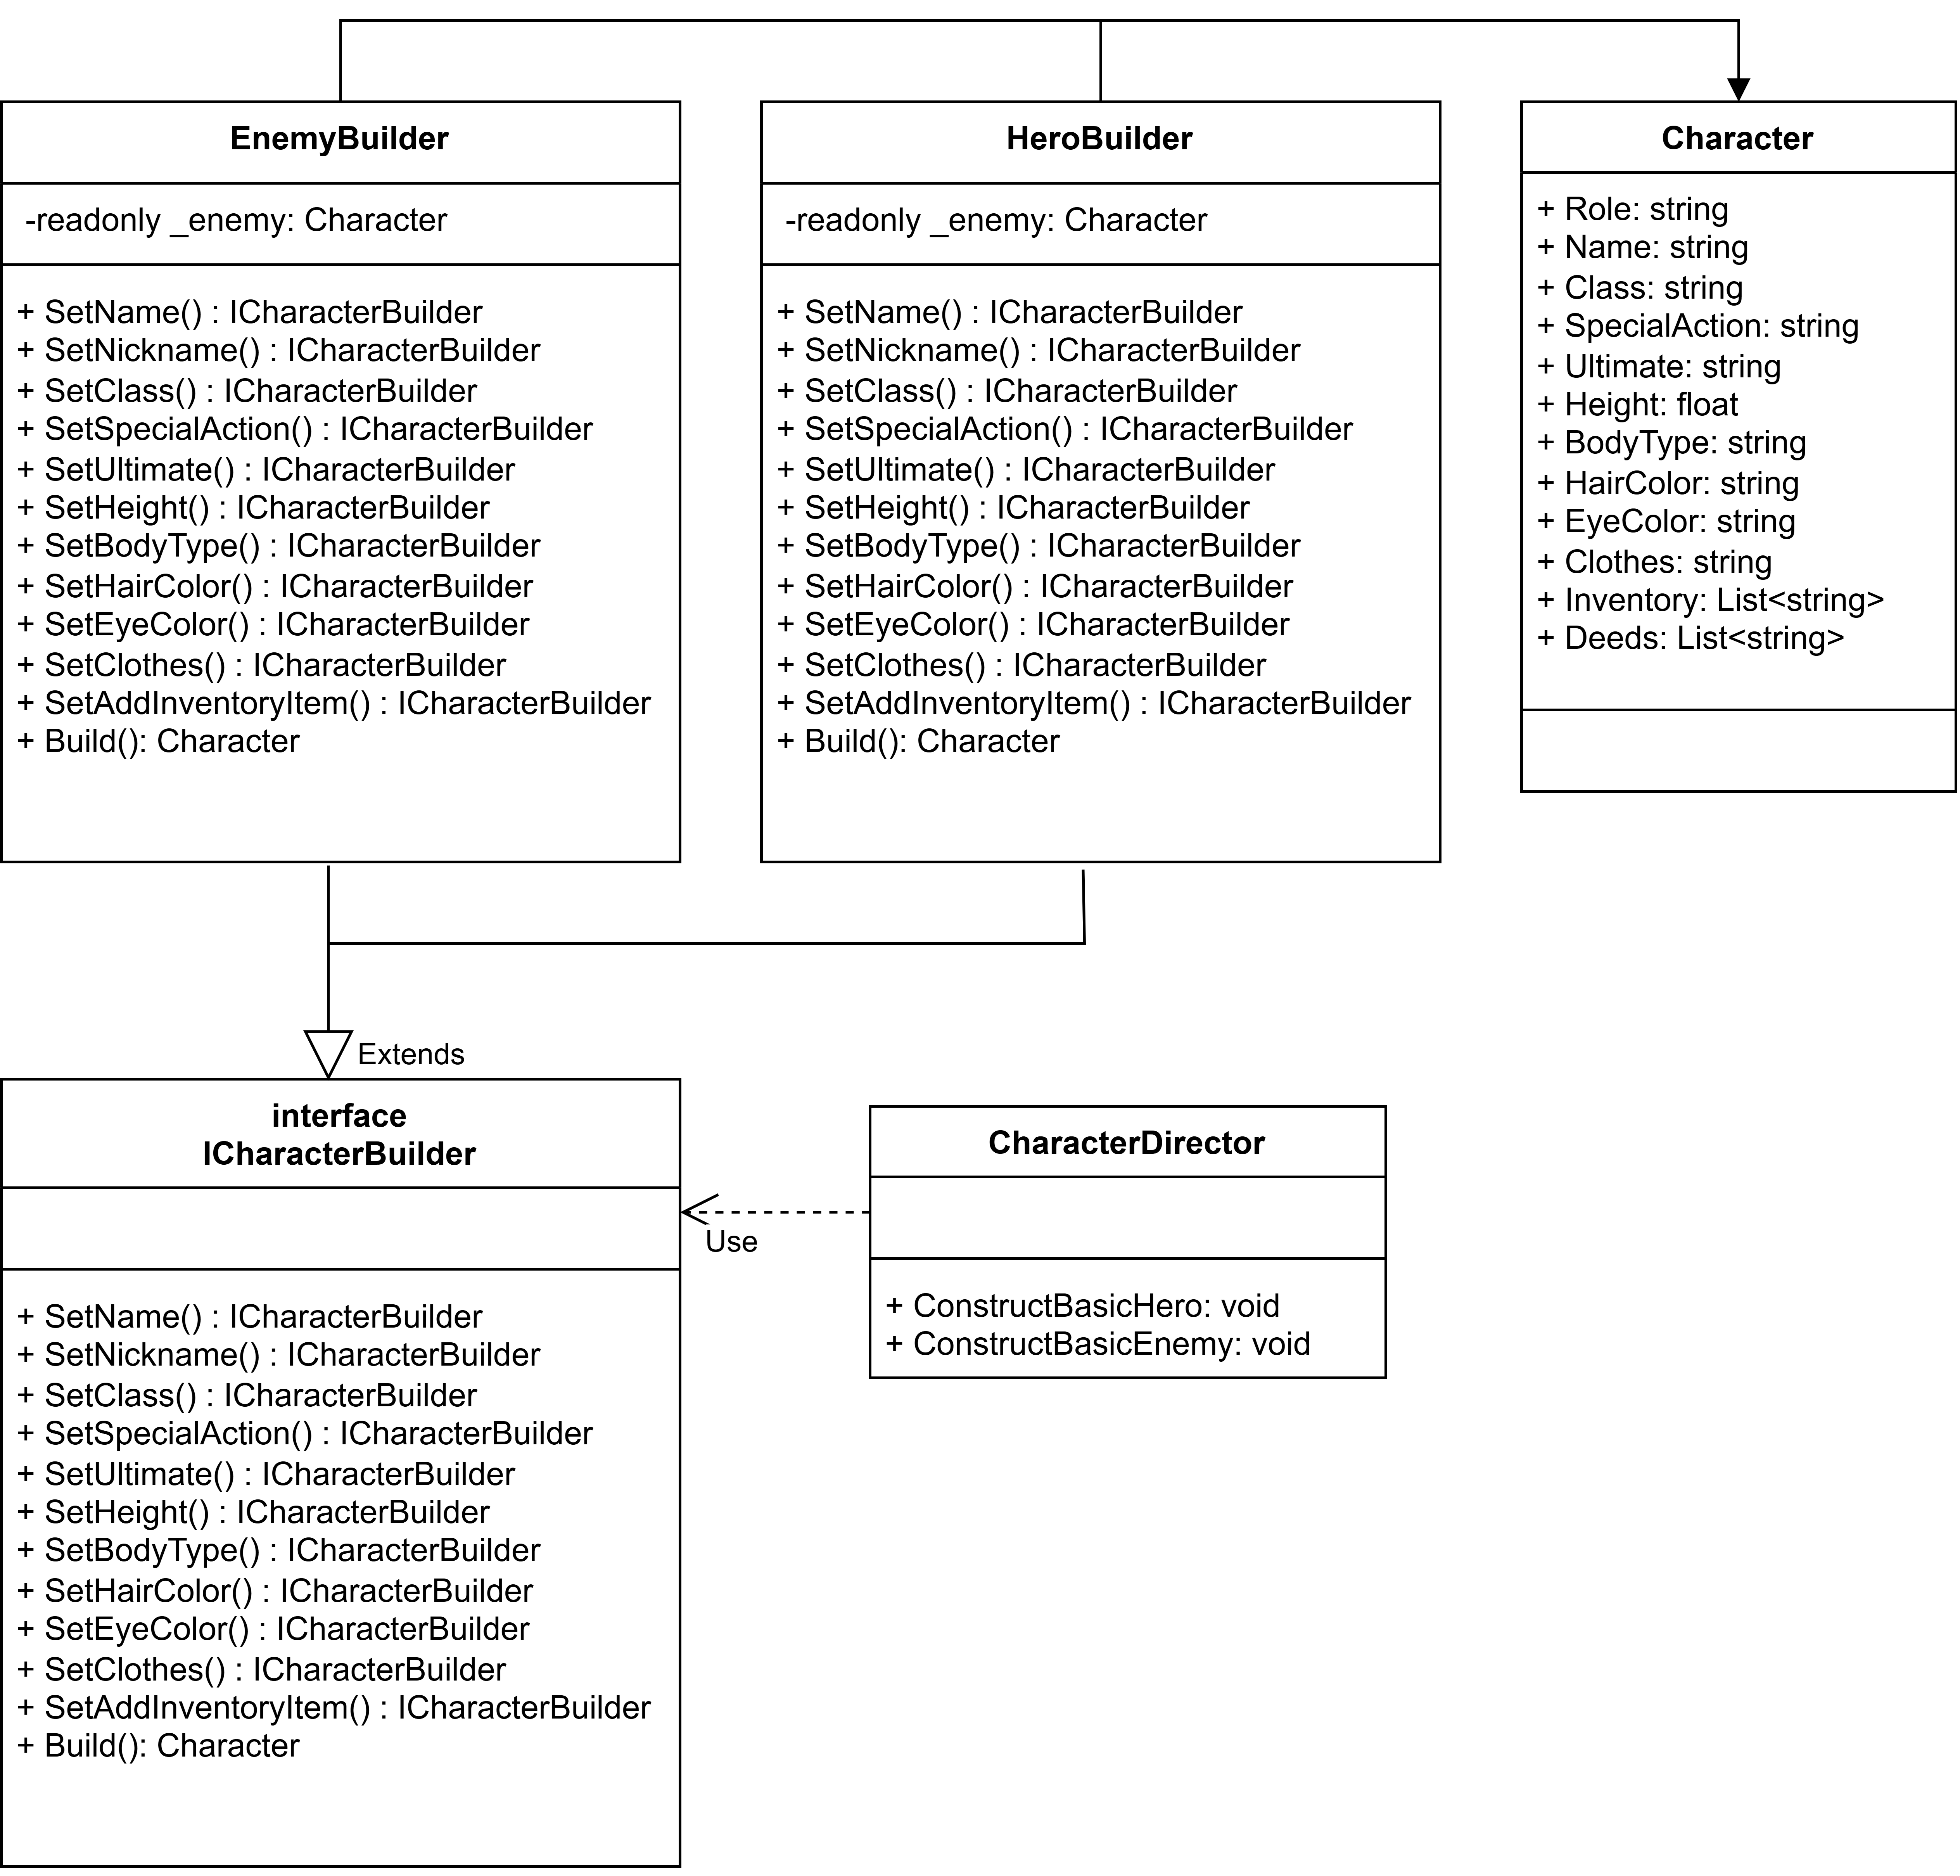 EnemyBuilder
-readonly _enemy: Character
+ SetName() : ICharacterBuilder
+ SetNickname() : ICharacterBuilder
+ SetClass() : ICharacterBuilder
+ SetSpecialAction() : ICharacterBuilder
+ SetUltimate() : ICharacterBuilder
+ SetHeight() : ICharacterBuilder
+ SetBodyType() : ICharacterBuilder
+ SetHairColor() : ICharacterBuilder
+ SetEyeColor() : ICharacterBuilder
+ SetClothes() : ICharacterBuilder
+ SetAddInventoryItem() : ICharacterBuilder
+ Build(): Character
HeroBuilder
-readonly _enemy: Character
+ SetName() : ICharacterBuilder
+ SetNickname() : ICharacterBuilder
+ SetClass() : ICharacterBuilder
+ SetSpecialAction() : ICharacterBuilder
+ SetUltimate() : ICharacterBuilder
+ SetHeight() : ICharacterBuilder
+ SetBodyType() : ICharacterBuilder
+ SetHairColor() : ICharacterBuilder
+ SetEyeColor() : ICharacterBuilder
+ SetClothes() : ICharacterBuilder
+ SetAddInventoryItem() : ICharacterBuilder
+ Build(): Character
Character
+ Role: string
+ Name: string
+ Class: string
+ SpecialAction: string
+ Ultimate: string
+ Height: float
+ BodyType: string
+ HairColor: string
+ EyeColor: string
+ Clothes: string
+ Inventory: List<string>
+ Deeds: List<string>
Extends
interface
ICharacterBuilder
+ SetName() : ICharacterBuilder
+ SetNickname() : ICharacterBuilder
+ SetClass() : ICharacterBuilder
+ SetSpecialAction() : ICharacterBuilder
+ SetUltimate() : ICharacterBuilder
+ SetHeight() : ICharacterBuilder
+ SetBodyType() : ICharacterBuilder
+ SetHairColor() : ICharacterBuilder
+ SetEyeColor() : ICharacterBuilder
+ SetClothes() : ICharacterBuilder
+ SetAddInventoryItem() : ICharacterBuilder
+ Build(): Character
Use
CharacterDirector
+ ConstructBasicHero: void
+ ConstructBasicEnemy: void